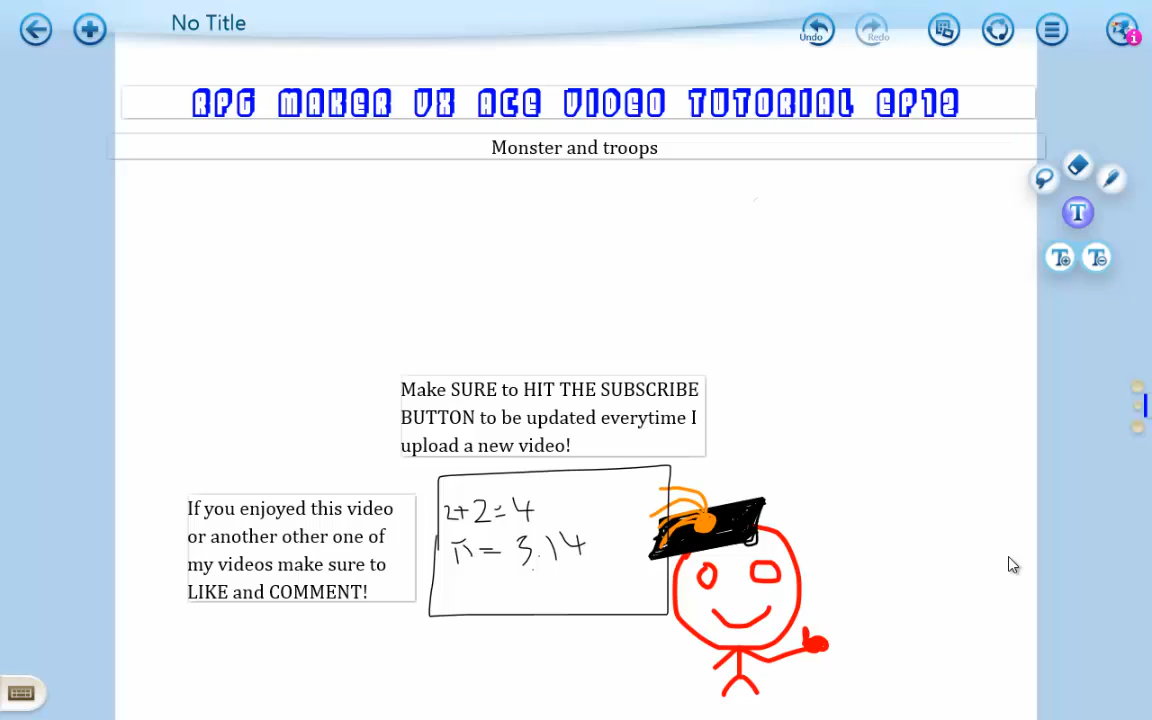 No Title
Undo
Redo
RPG MAKER VX ACE VIDEO TUTORIAL EP12
Monster and troops
T
T
T
Make SURE to HIT THE SUBSCRIBE
BUTTON to be updated everytime I
upload a new video!
If you enjoyed this video
or another other one of
my videos make sure to
LIKE and COMMENT!
2+2=4
π=3.14